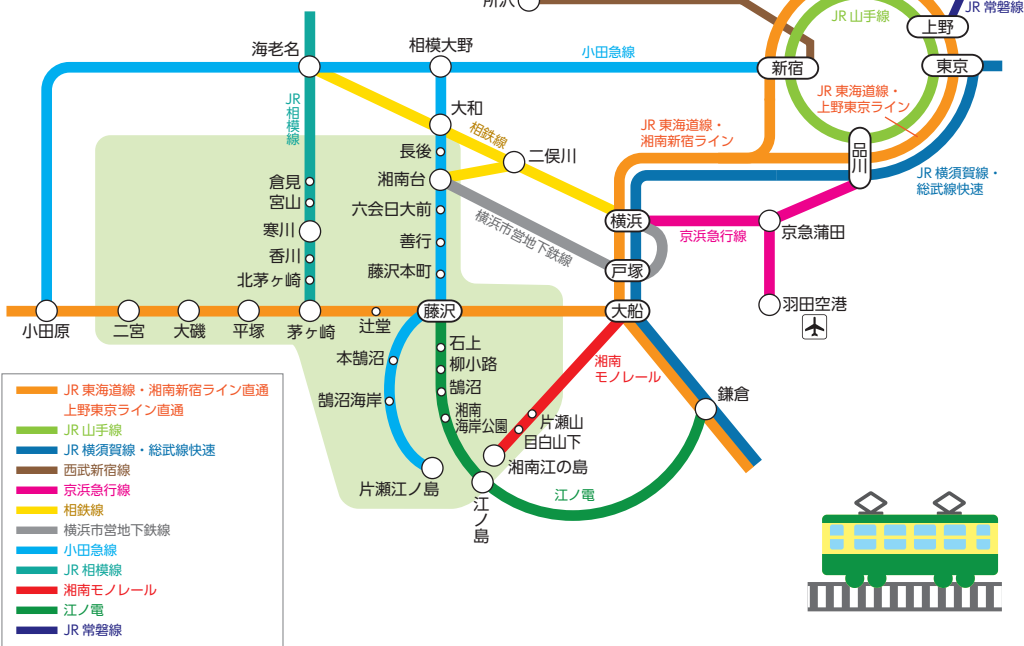 所沢
JR 常磐線
JR 山手線
上野
海老名
相模大野
小田急線
新宿
東京
JR 相模線
大和
相鉄線
JR 東海道線・
湘南新宿ライン
JR 東海道線・
上野東京ライン
長後
二俣川
品川
湘南台
JR 横須賀線・
総武線快速
倉見
宮山
六会日大前
横浜市営地下鉄線
横浜
京浜急行線
京急蒲田
寒川
善行
香川
藤沢本町
戸塚
北茅ヶ崎
羽田空港
小田原
二宮
大磯
平塚
茅ヶ崎
辻堂
藤沢
大船
石上
本鵠沼
柳小路
湘南
モノレール
鵠沼
鵠沼海岸
湘南
海岸公園
鎌倉
片瀬山
目白山下
湘南江の島
片瀬江ノ島
江ノ島
江ノ電
JR 東海道線・湘南新宿ライン直通
上野東京ライン直通
JR 山手線
JR 横須賀線・総武線快速
西武新宿線
京浜急行線
相鉄線
横浜市営地下鉄線
小田急線
JR 相模線
湘南モノレール
江ノ電
JR 常磐線